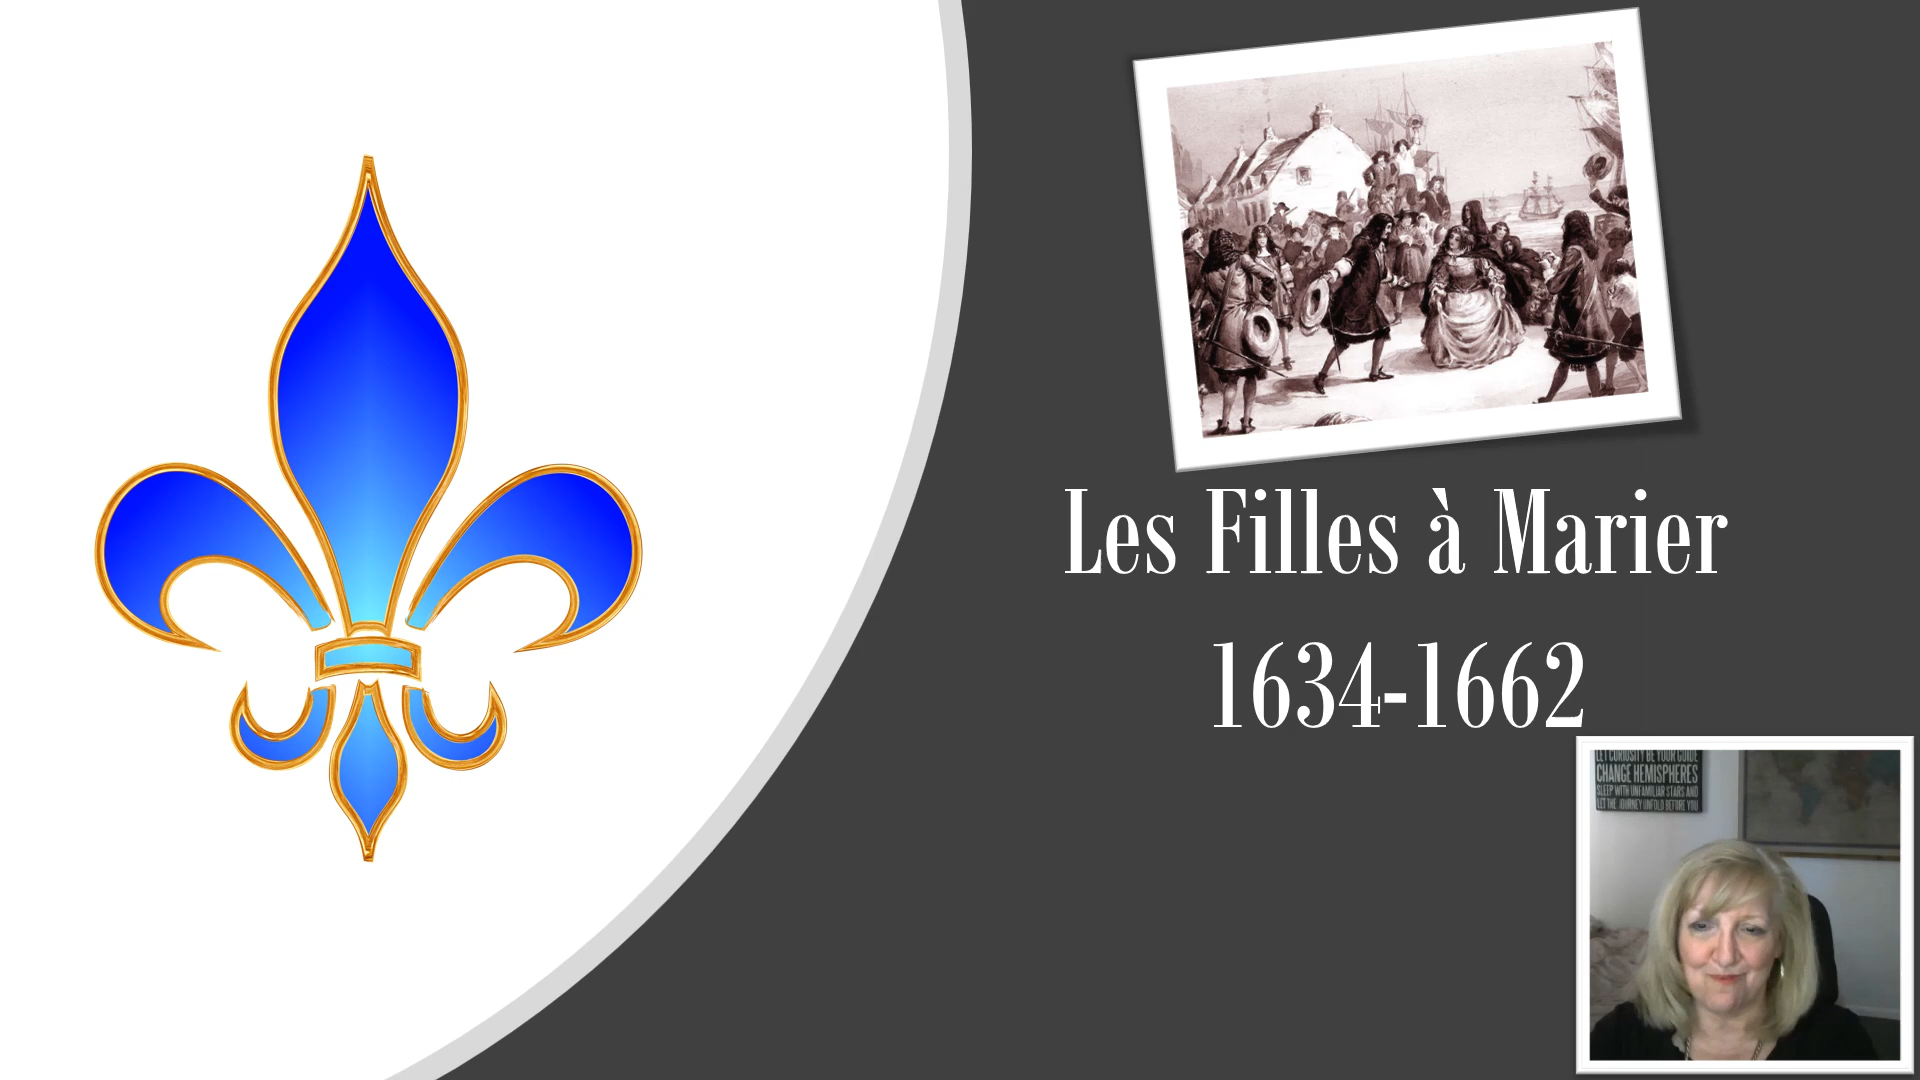 Les Filles à Marier
1634-1662
LET CURIOSITY BE YOUR GUIDE
CHANGE HEMISPHERES
SLEEP WITH UNFAMILIAR STARS AND
LET THE JOURNEY UNFOLD BEFORE YOU